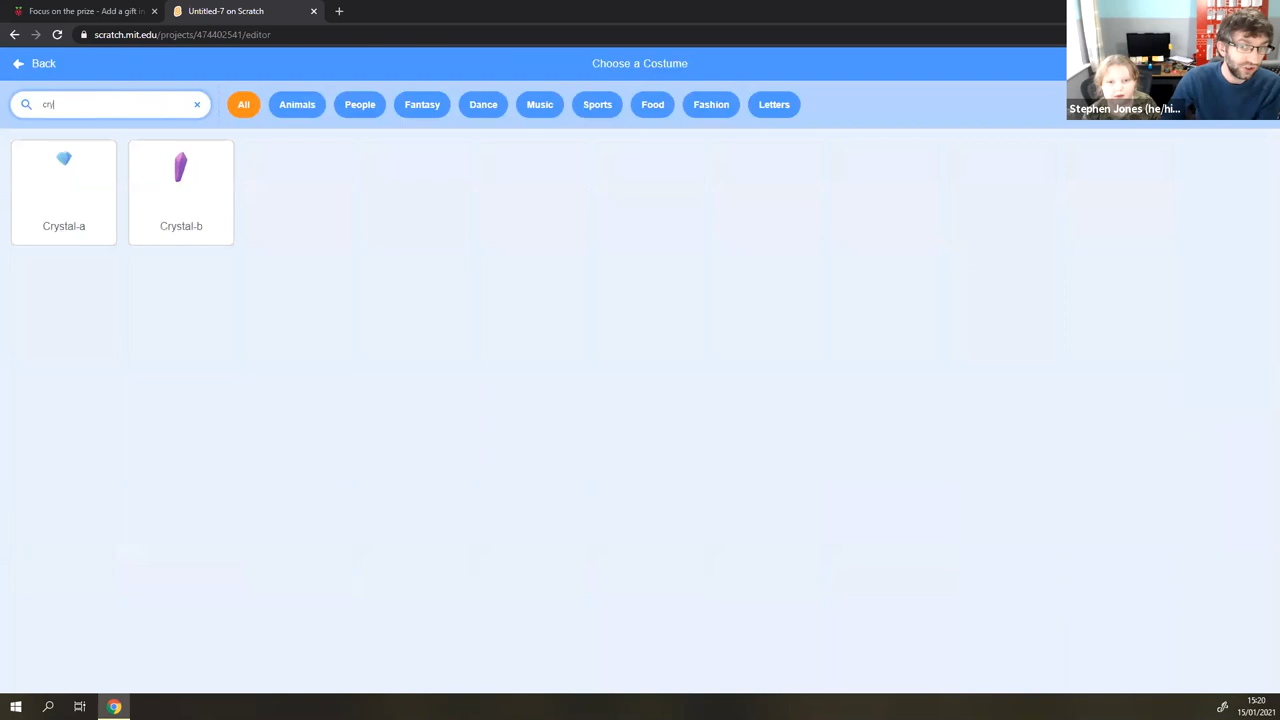 Focus on the prize - Add a gift in
Untitled-7 on Scratch
scratch.mit.edu/projects/474402541/editor
Back
Choose a Costume
cry
All
Animals
People
Fantasy
Dance
Music
Sports
Food
Fashion
Letters
Crystal-a
Crystal-b
Stephen Jones (he/hi...
15:20
15/01/2021